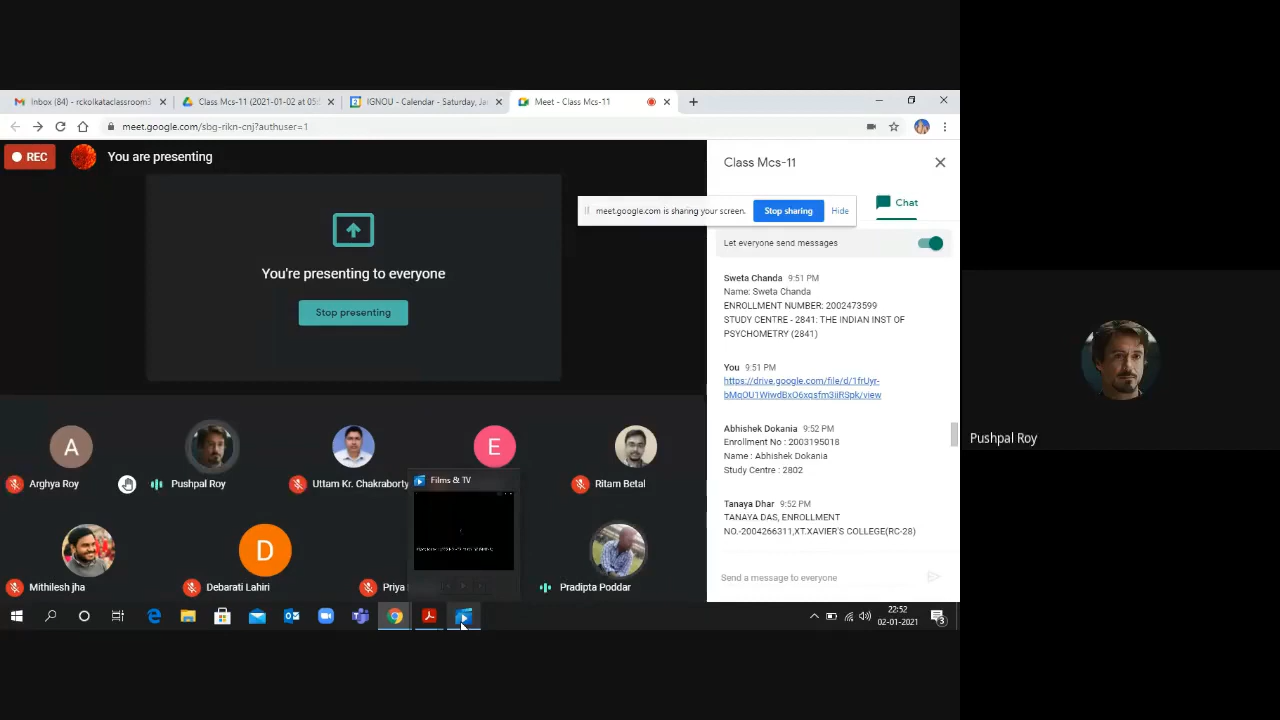 Inbox (84) - rckolkataclassroom3
Class Mcs-11 (2021-01-02 at 05:
IGNOU - Calendar - Saturday, Ja
Meet - Class Mcs-11
meet.google.com/sbg-rikn-cnj?authuser=1
REC
You are presenting
Class Mcs-11
meet.google.com is sharing your screen.
Stop sharing
Hide
Chat
Let everyone send messages
You're presenting to everyone
Stop presenting
Sweta Chanda 9:51 PM
Name: Sweta Chanda
ENROLLMENT NUMBER: 2002473599
STUDY CENTRE - 2841: THE INDIAN INST OF
PSYCHOMETRY (2841)
You 9:51 PM
https://drive.google.com/file/d/1frUyr-
bMqOU1WiwdBxO6xqsfm3iiRSpk/view
Abhishek Dokania 9:52 PM
Enrollment No : 2003195018
Name : Abhishek Dokania
Study Centre : 2802
Tanaya Dhar 9:52 PM
TANAYA DAS, ENROLLMENT
NO.-2004266311,XT.XAVIER'S COLLEGE(RC-28)
Send a message to everyone
A
E
Arghya Roy
Pushpal Roy
Uttam Kr. Chakraborty
Ritam Betal
Films & TV
D
Mithilesh jha
Debarati Lahiri
Priya
Pradipta Poddar
22:52
02-01-2021
3
Pushpal Roy